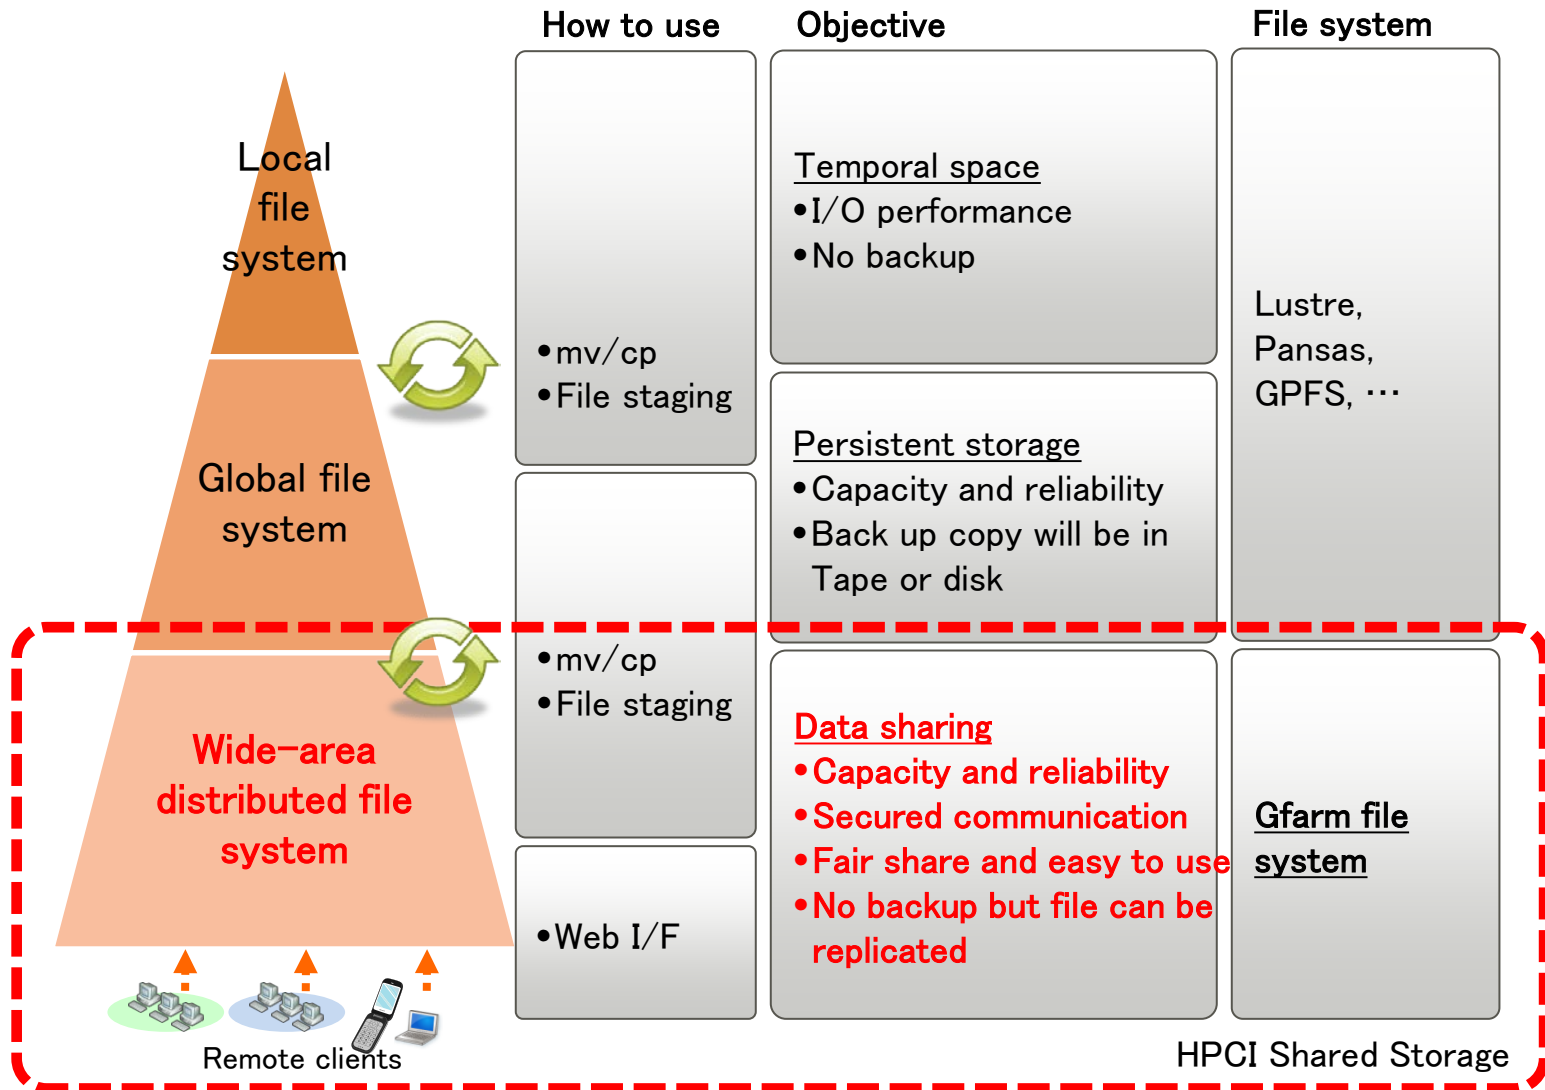 How to use
Objective
File system
Local
file
system
Global file
system
Wide-area
distributed file
system
Remote clients
•mv/cp
•File staging
•mv/cp
•File staging
•Web I/F
Temporal space
•I/O performance
•No backup
Persistent storage
•Capacity and reliability
•Back up copy will be in
Tape or disk
Data sharing
•Capacity and reliability
•Secured communication
•Fair share and easy to use
•No backup but file can be
replicated
Lustre,
Pansas,
GPFS, …
Gfarm file
system
HPCI Shared Storage